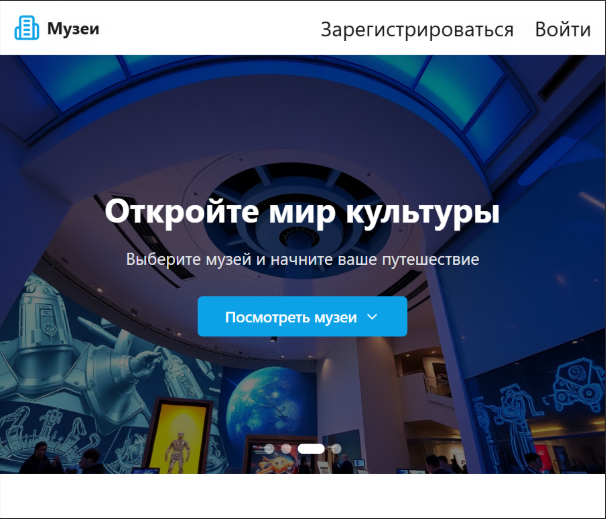 Музеи
Зарегистрироваться
Войти
Откройте мир культуры
Выберите музей и начните ваше путешествие
Посмотреть музеи